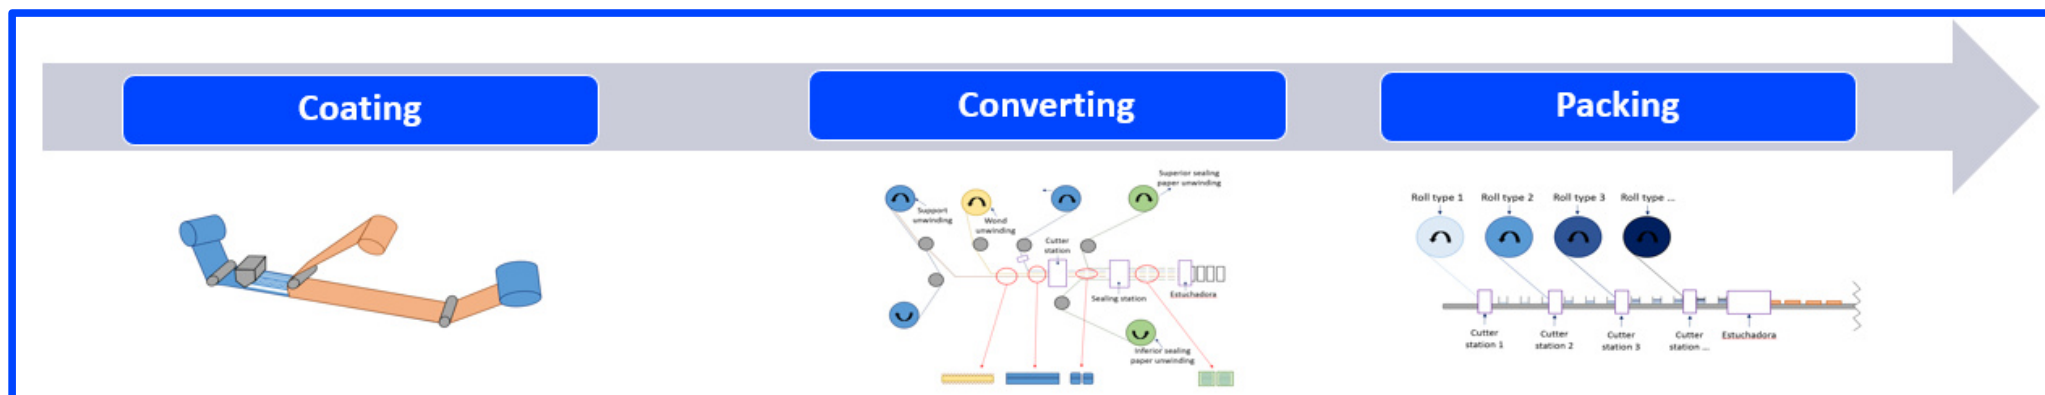 Coating
Converting
Packing
Superior sealing
paper unwinding
Support
unwinding
Wond
unwinding
Cutter
station
Sealing station
Estuchadora
Inferior sealing
paper unwinding
Roll type 1
Roll type 2
Roll type 3
Roll type ...
Cutter
station 1
Cutter
station 2
Cutter
station 3
Cutter
station ...
Estuchadora